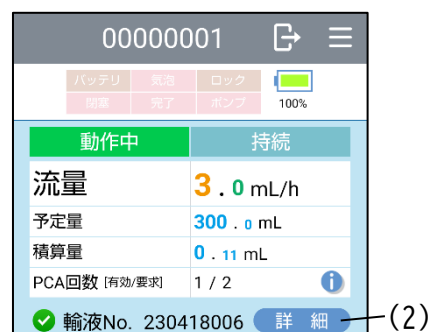 00000001
バッテリ 気泡 ロック
閉塞 完了 ポンプ 100%
動作中 持続
流量 3.0 mL/h
予定量 300.0 mL
積算量 0.11 mL
PCA回数 [有効/要求] 1 / 2 i
輸液No. 230418006 詳 細 (2)